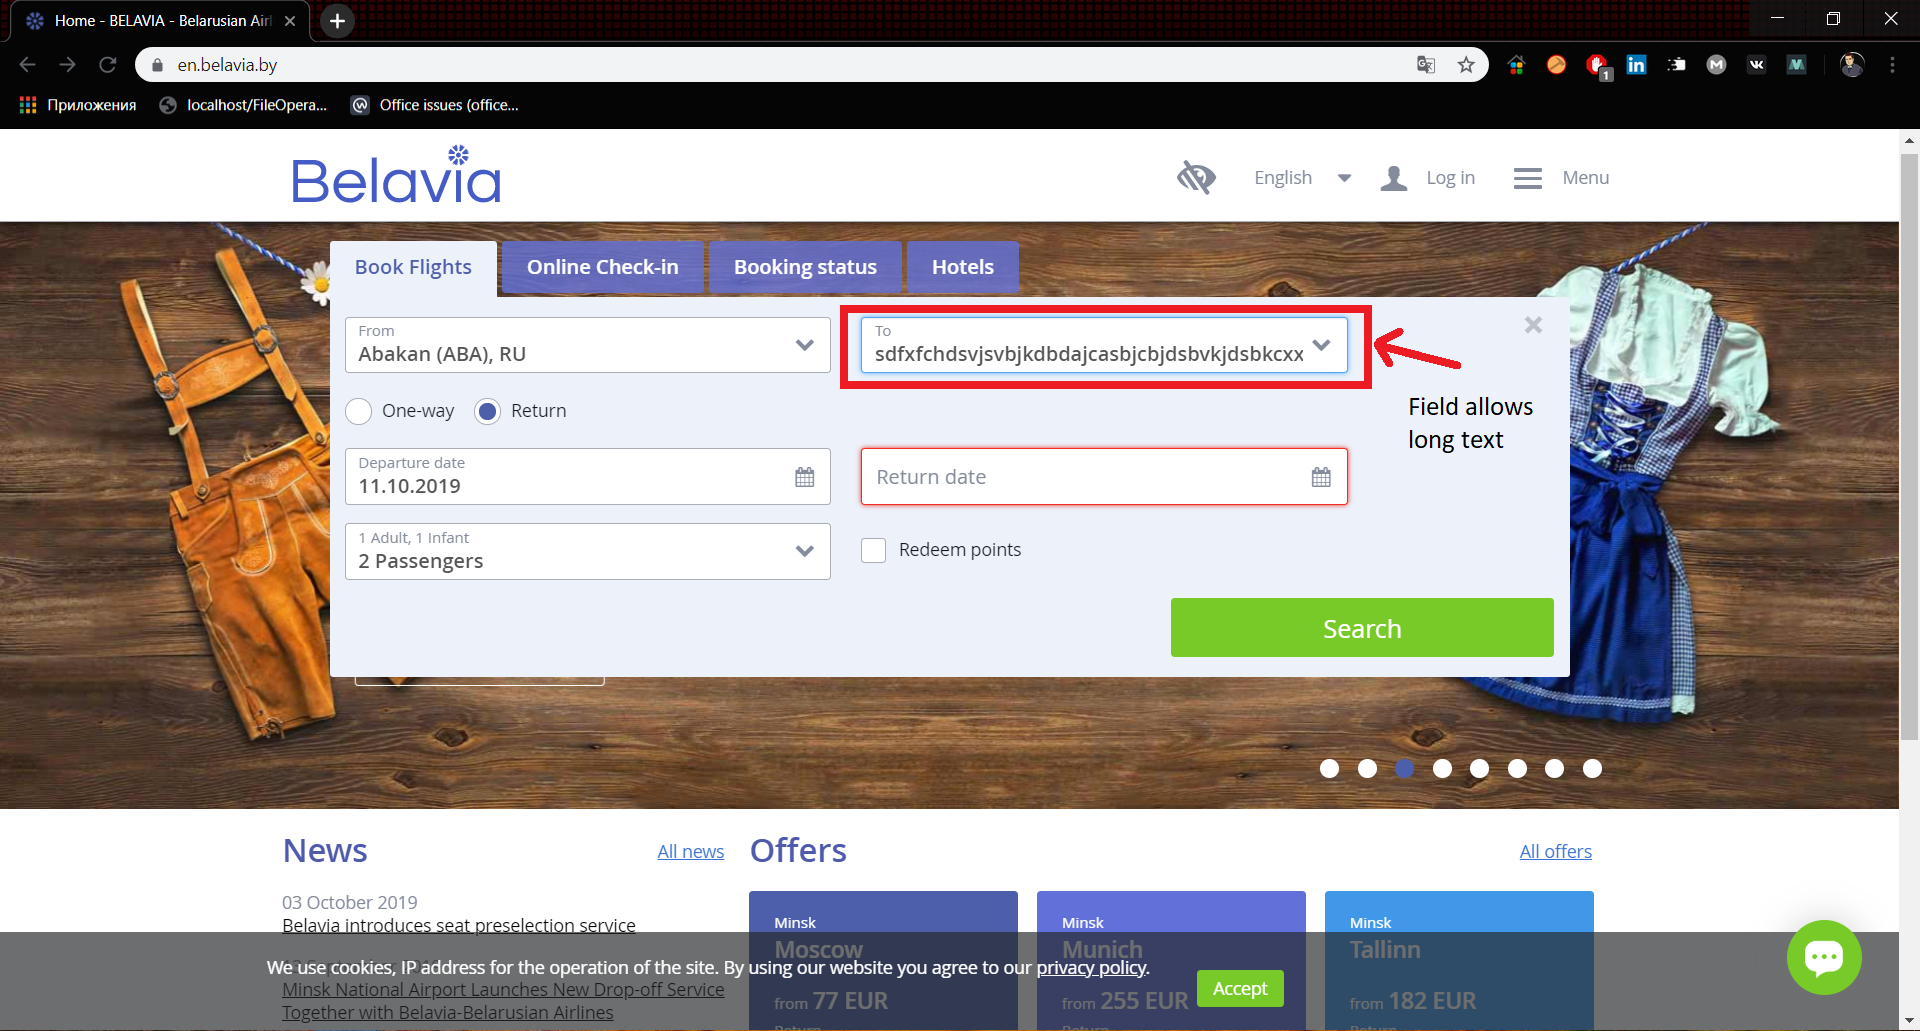 Home - BELAVIA - Belarusian Airl
en.belavia.by
1
Приложения
localhost/FileOpera...
Office issues (office...
Belavia
English
Log in
Menu
Book Flights
Online Check-in
Booking status
Hotels
From
Abakan (ABA), RU
To
sdfxfchdsvjsvbjkdbdajcasbjcbjdsbvkjdsbkcxx
Field allows
long text
One-way
Return
Departure date
11.10.2019
Return date
1 Adult, 1 Infant
2 Passengers
Redeem points
Search
News
All news
Offers
All offers
03 October 2019
Belavia introduces seat preselection service
Minsk National Airport Launches New Drop-off Service
Together with Belavia-Belarusian Airlines
Minsk
Moscow
from 77 EUR
Return
Minsk
Munich
from 255 EUR
Return
Minsk
Tallinn
from 182 EUR
Return
We use cookies, IP address for the operation of the site. By using our website you agree to our privacy policy.
Accept